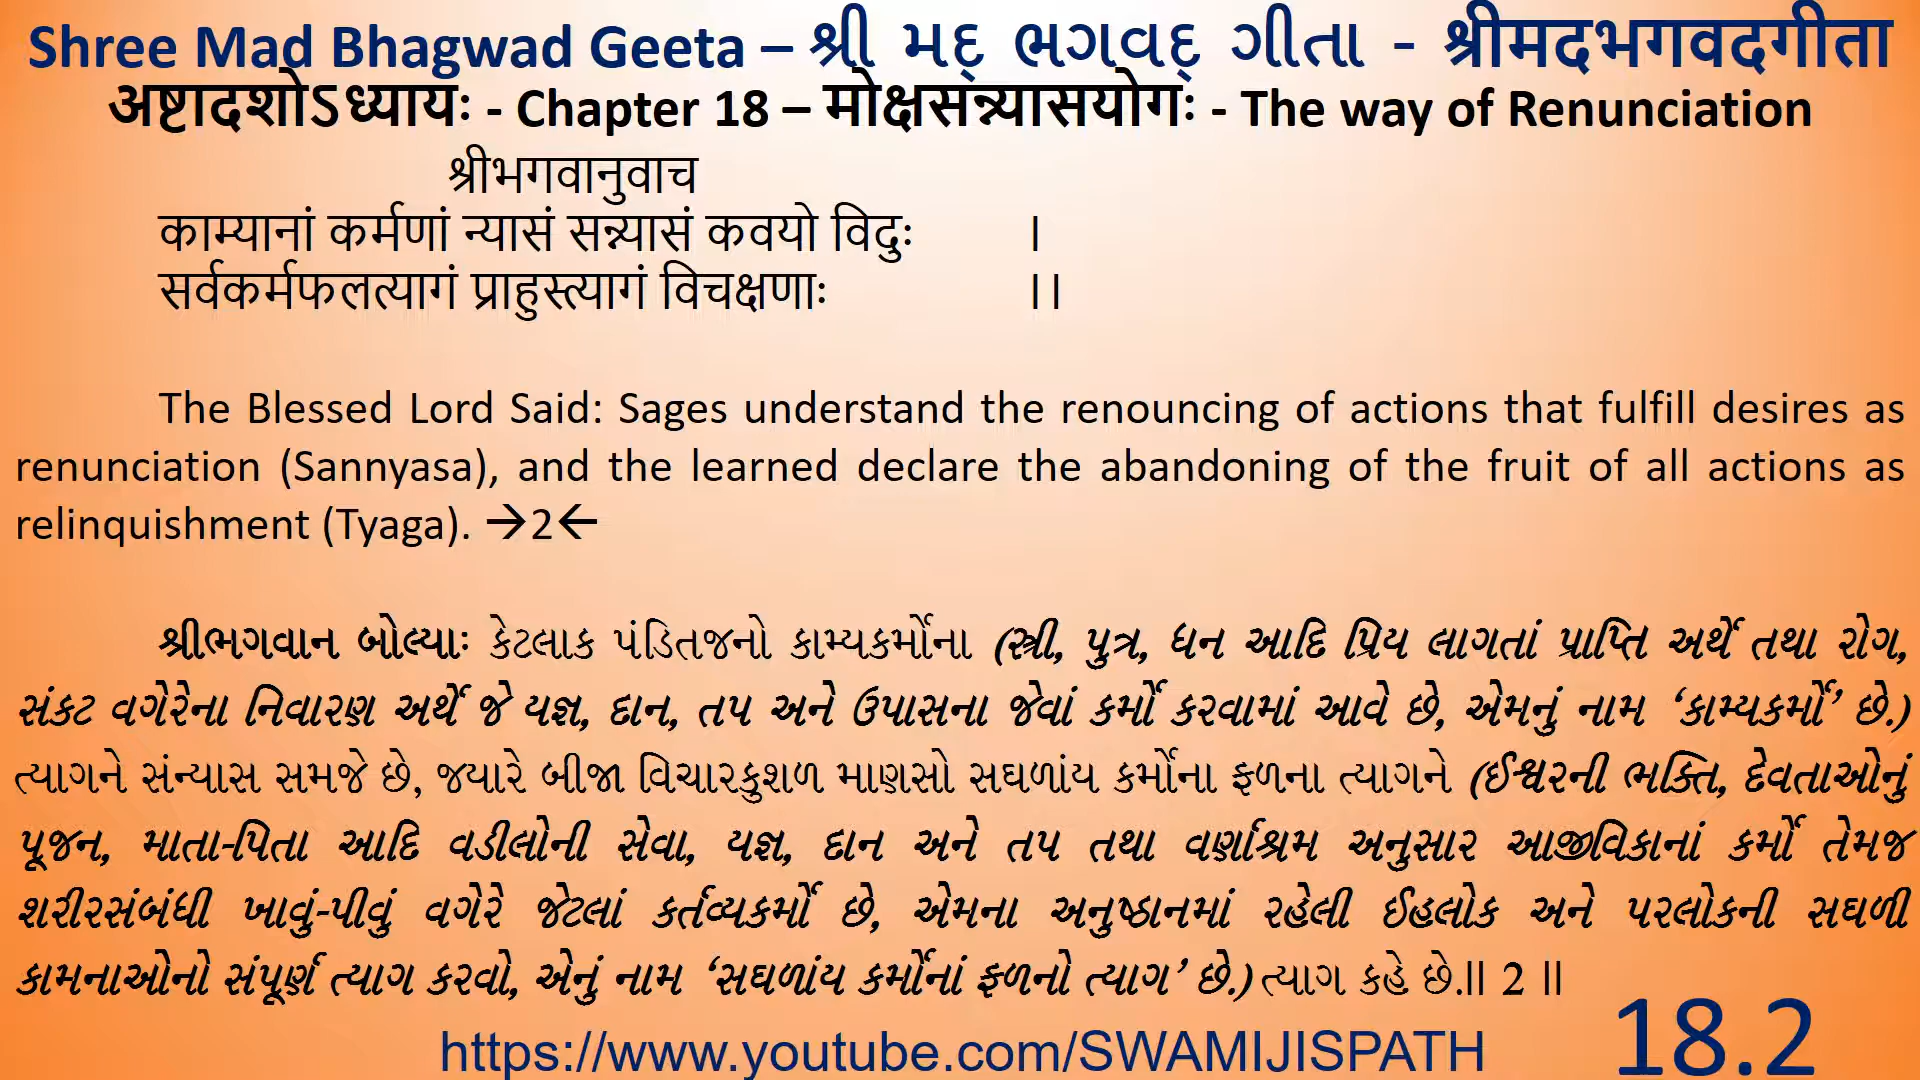 Shree Mad Bhagwad Geeta – શ્રી મદ્ ભગવદ્ ગીતા - श्रीमदभगवदगीता
अष्टादशोऽध्यायः - Chapter 18 – मोक्षसन्न्यासयोगः - The way of Renunciation
श्रीभगवानुवाच
काम्यानां कर्मणां न्यासं सन्न्यासं कवयो विदुः ।
सर्वकर्मफलत्यागं प्राहुस्त्यागं विचक्षणाः ।।
The Blessed Lord Said: Sages understand the renouncing of actions that fulfill desires as
renunciation (Sannyasa), and the learned declare the abandoning of the fruit of all actions as
relinquishment (Tyaga). →2←
શ્રીભગવાન બોલ્યાઃ કેટલાક પંડિતજનો કામ્યકર્મોના (સ્ત્રી, પુત્ર, ધન આદિ પ્રિય લાગતાં પ્રાપ્તિ અર્થે તથા રોગ,
સંકટ વગેરેના નિવારણ અર્થે જે યજ્ઞ, દાન, તપ અને ઉપાસના જેવાં કર્મો કરવામાં આવે છે, એમનું નામ ‘કામ્યકર્મો’ છે.)
ત્યાગને સંન્યાસ સમજે છે, જ્યારે બીજા વિચારકુશળ માણસો સઘળાંય કર્મોના ફળના ત્યાગને (ઈશ્વરની ભક્તિ, દેવતાઓનું
પૂજન, માતા-પિતા આદિ વડીલોની સેવા, યજ્ઞ, દાન અને તપ તથા વર્ણાશ્રમ અનુસાર આજીવિકાનાં કર્મો તેમજ
શરીરસંબંધી ખાવું-પીવું વગેરે જેટલાં કર્તવ્યકર્મો છે, એમના અનુષ્ઠાનમાં રહેલી ઈહલોક અને પરલોકની સઘળી
કામનાઓનો સંપૂર્ણ ત્યાગ કરવો, એનું નામ ‘સઘળાંય કર્મોનાં ફળનો ત્યાગ’ છે.) ત્યાગ કહે છે.॥ 2 ॥
https://www.youtube.com/SWAMIJISPATH
18.2